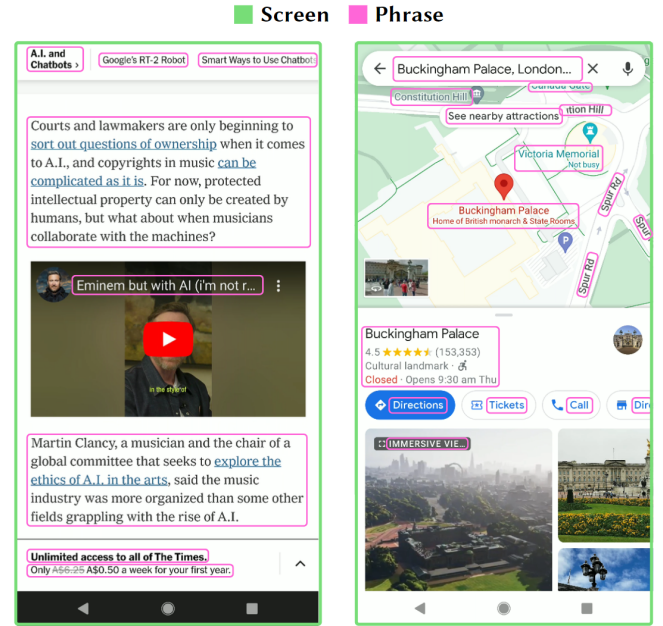 Screen Phrase
A.I. and
Chatbots ›
Google's RT-2 Robot
Smart Ways to Use Chatbots
Courts and lawmakers are only beginning to
sort out questions of ownership when it comes
to A.I., and copyrights in music can be
complicated as it is. For now, protected
intellectual property can only be created by
humans, but what about when musicians
collaborate with the machines?
Eminem but with AI (i'm not r...
in the style of
Martin Clancy, a musician and the chair of a
global committee that seeks to explore the
ethics of A.I. in the arts, said the music
industry was more organized than some other
fields grappling with the rise of A.I.
Unlimited access to all of The Times.
Only A$6.25 A$0.50 a week for your first year.
Buckingham Palace, London...
Canada Gate
Constitution Hill
See nearby attractions
ution Hill
Victoria Memorial
Not busy
Buckingham Palace
Home of British monarch & State Rooms
P
Spur Rd
Spur
Spur Rd
Buckingham Palace
4.5 (153,353)
Cultural landmark ·
Closed · Opens 9:30 am Thu
Directions
Tickets
Call
Dire
IMMERSIVE VIE...